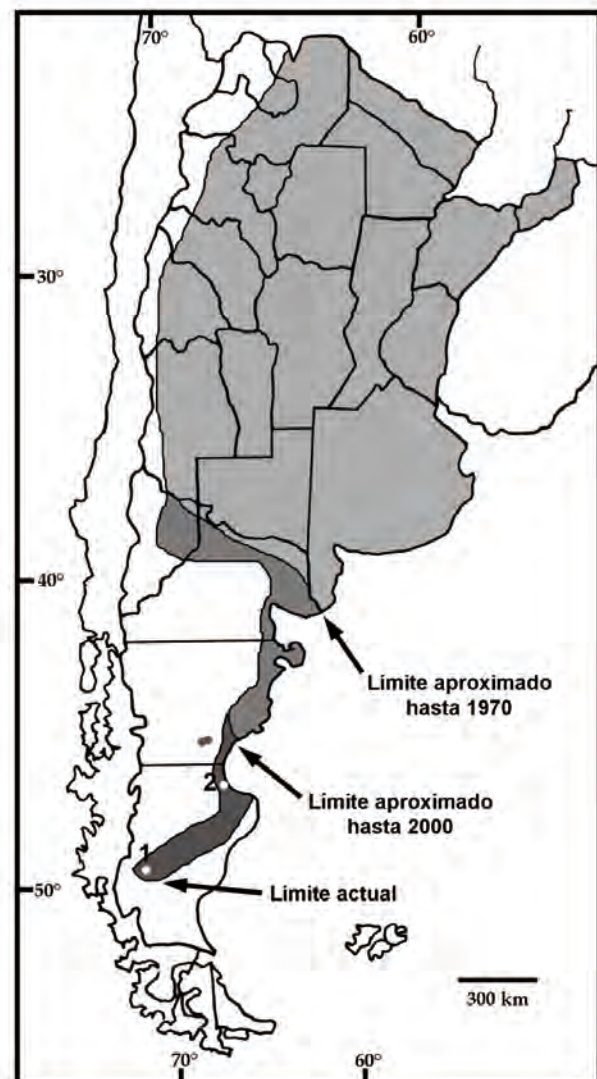 70° 60°
30°
40°
Límite aproximado
hasta 1970
2
Límite aproximado
hasta 2000
1
Límite actual
50°
300 km
70° 60°